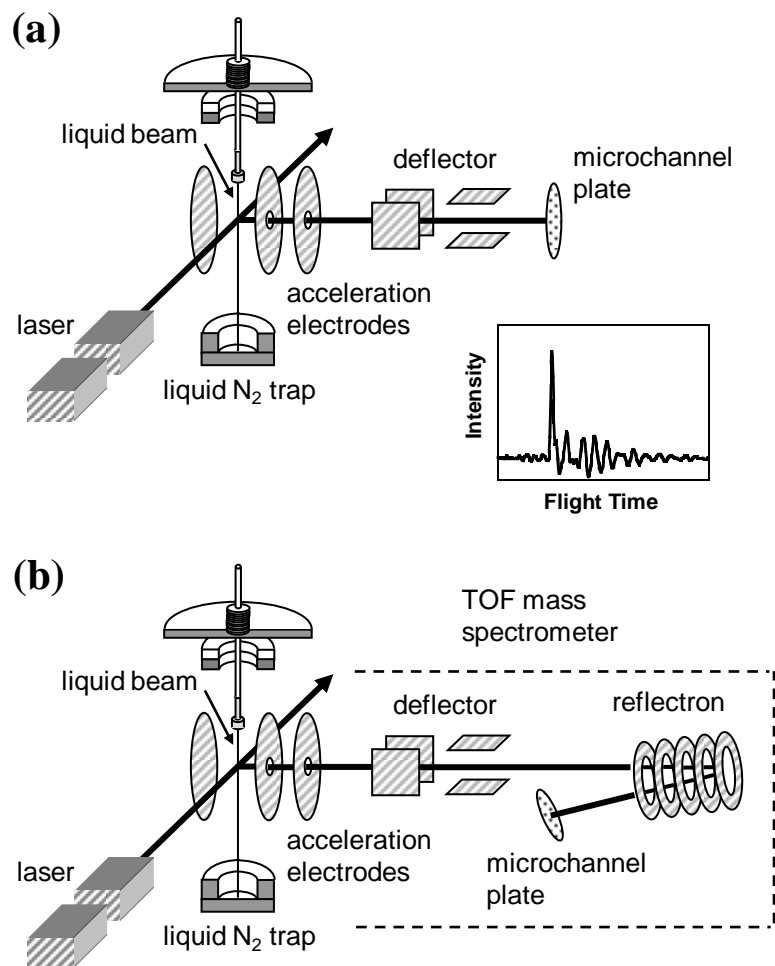 (a)
liquid beam
deflector
microchannel
plate
acceleration
electrodes
laser
liquid N₂ trap
Intensity
Flight Time
(b)
TOF mass
spectrometer
liquid beam
deflector
reflectron
acceleration
electrodes
microchannel
plate
laser
liquid N₂ trap